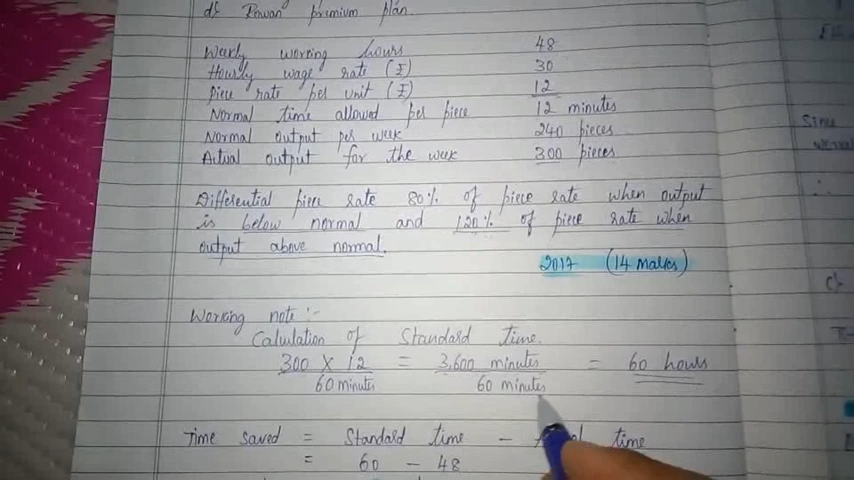 d) Rowan premium plan.
Weekly working hours 48
Hourly wage rate (₹) 30
Piece rate per unit (₹) 12
Normal time allowed per piece 12 minutes
Normal output per week 240 pieces
Actual output for the week 300 pieces
Differential piece rate 80% of piece rate when output
is below normal and 120% of piece rate when
output above normal.
2017 (14 marks)
Working note :-
Calculation of Standard Time.
300 X 12 = 3,600 minutes = 60 hours
60 minutes 60 minutes
Time saved = Standard time - time
= 60 - 48
Since
c)